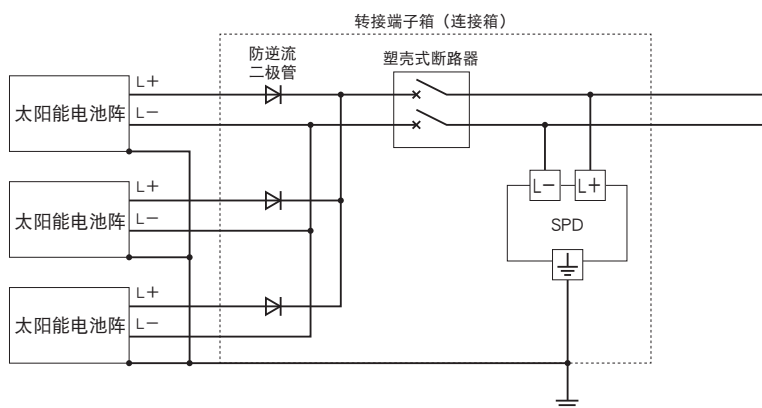 转接端子箱（连接箱）
防逆流
二极管
塑壳式断路器
L+
太阳能电池阵
L−
L+
太阳能电池阵
L−
L− L+
SPD
L+
太阳能电池阵
L−